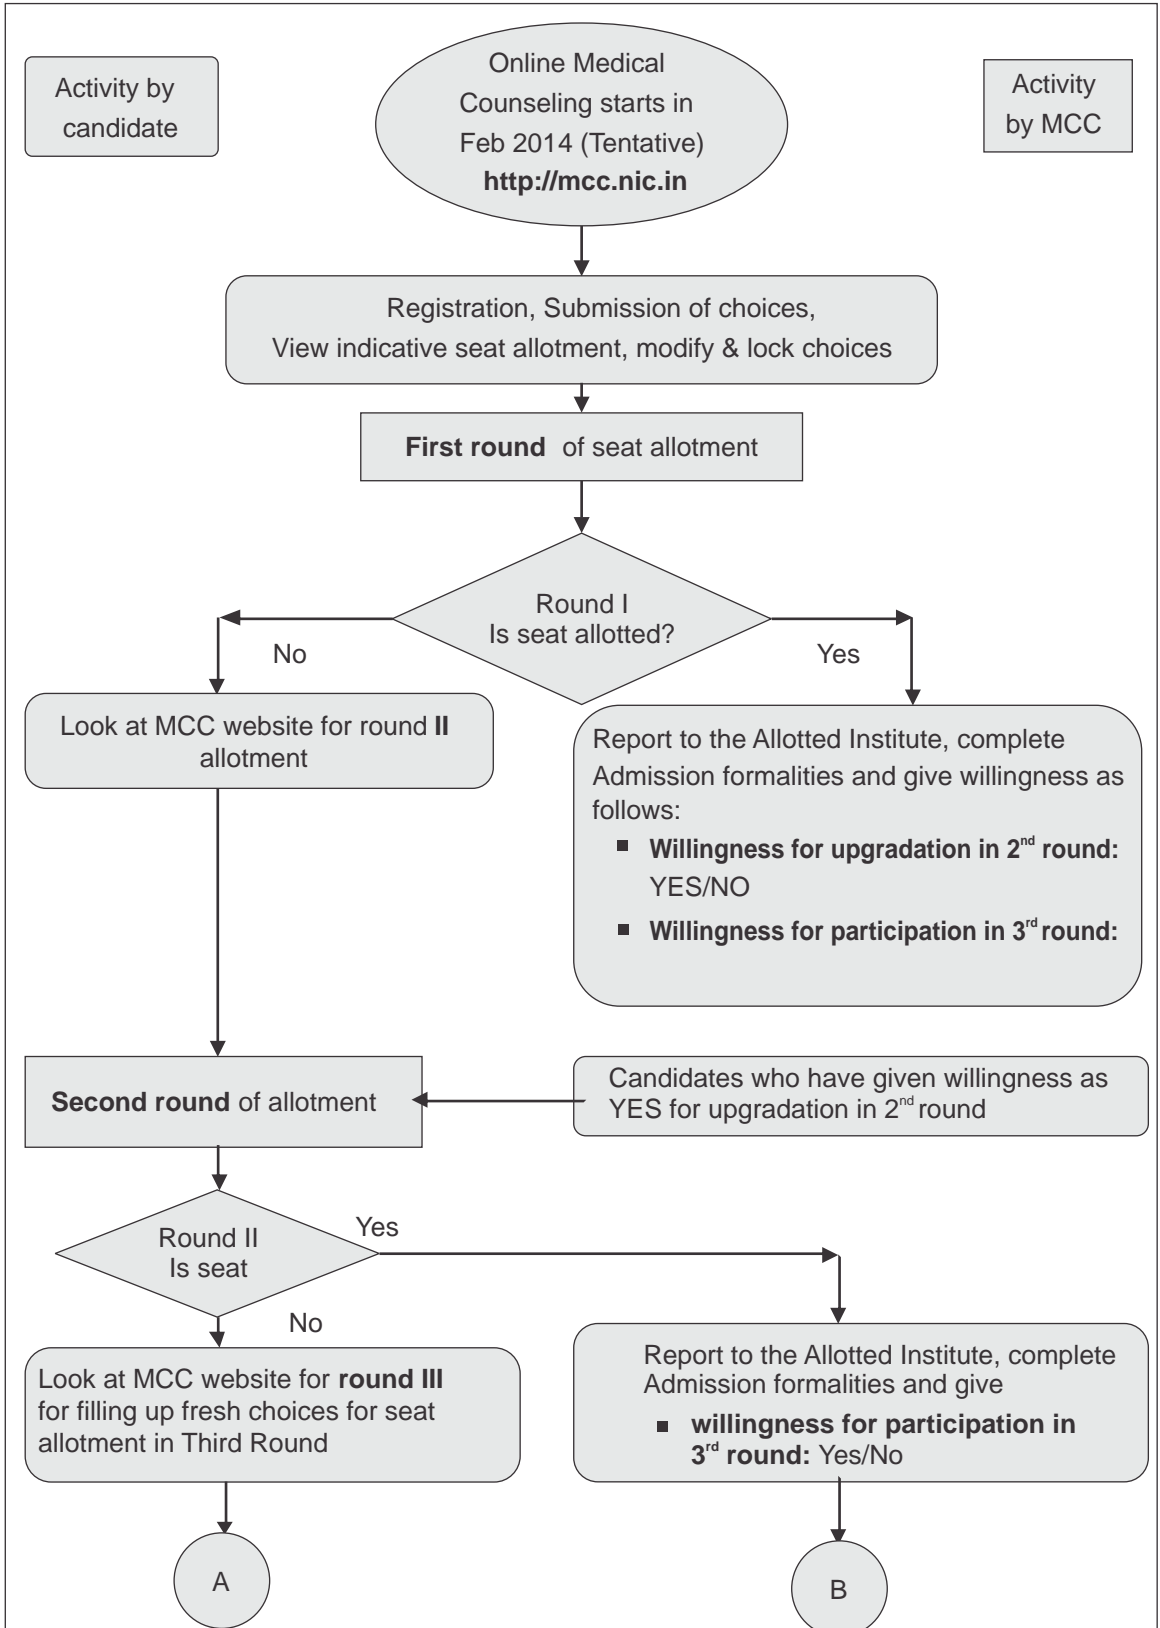 Activity by
candidate
Online Medical
Counseling starts in
Feb 2014 (Tentative)
http://mcc.nic.in
Activity
by MCC
Registration, Submission of choices,
View indicative seat allotment, modify & lock choices
First round of seat allotment
Round I
Is seat allotted?
No
Yes
Look at MCC website for round II
allotment
Report to the Allotted Institute, complete
Admission formalities and give willingness as
follows:
■ Willingness for upgradation in 2nd round:
YES/NO
■ Willingness for participation in 3rd round:
Second round of allotment
Candidates who have given willingness as
YES for upgradation in 2nd round
Round II
Is seat
Yes
No
Look at MCC website for round III
for filling up fresh choices for seat
allotment in Third Round
Report to the Allotted Institute, complete
Admission formalities and give
■ willingness for participation in
3rd round: Yes/No
A
B